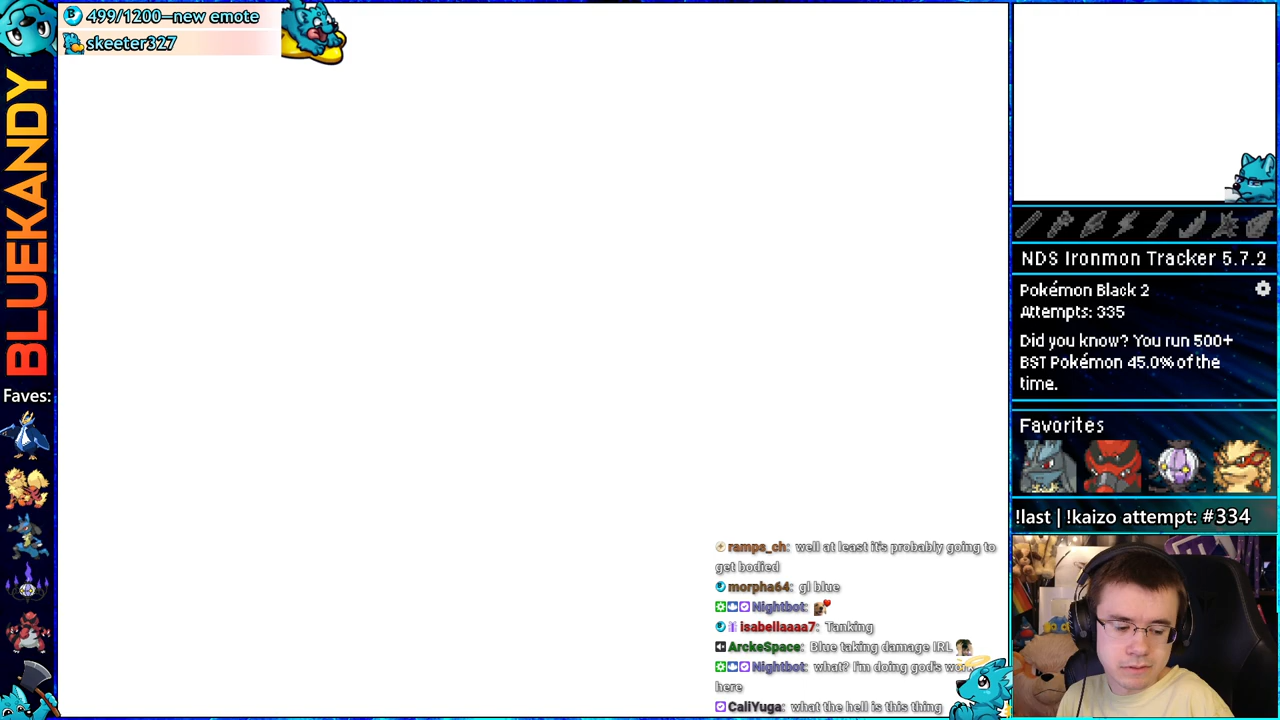 499/1200—new emote
skeeter327
BLUEKANDY
Faves:
NDS Ironmon Tracker 5.7.2
Pokémon Black 2
Attempts: 335
Did you know? You run 500+
BST Pokémon 45.0% of the
time.
Favorites
!last | !kaizo attempt: #334
ramps_ch: well at least it's probably going to
get bodied
morpha64: gl blue
Nightbot:
isabellaaaa7: Tanking
ArckeSpace: Blue taking damage IRL
Nightbot: what? I'm doing god's work
here
CaliYuga: what the hell is this thing